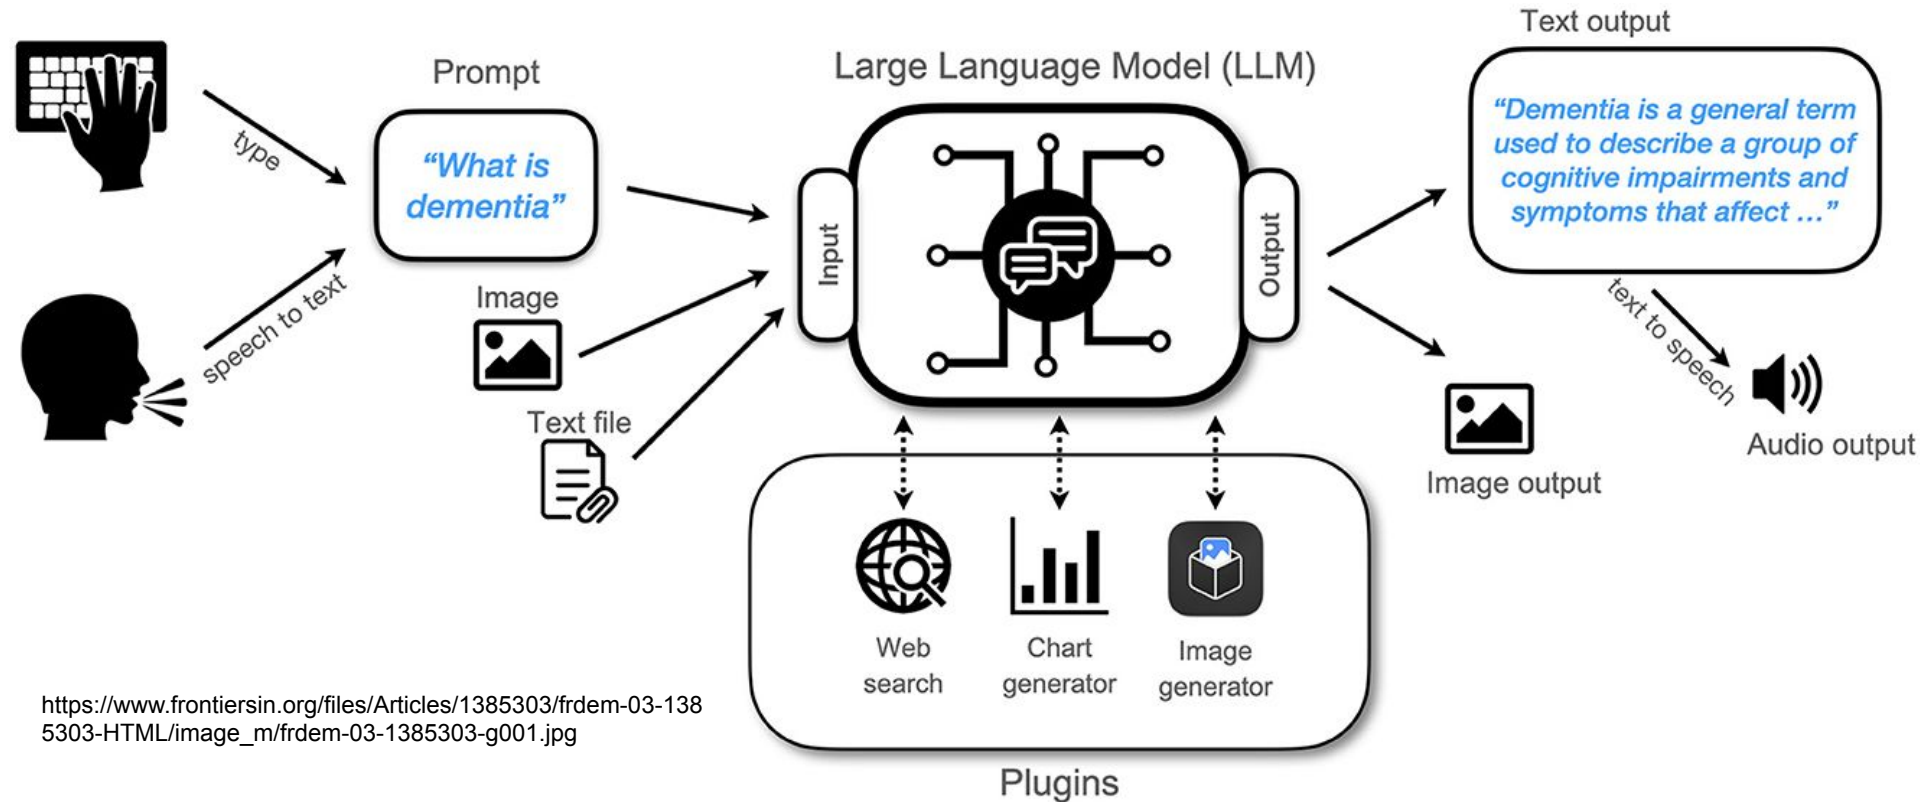 Prompt
type
“What is
dementia”
speech to text
Image
Text file
Large Language Model (LLM)
Input
Output
Text output
“Dementia is a general term
used to describe a group of
cognitive impairments and
symptoms that affect ...”
text to speech
Image output
Audio output
Web
search
Chart
generator
Image
generator
Plugins
https://www.frontiersin.org/files/Articles/1385303/frdem-03-138
5303-HTML/image_m/frdem-03-1385303-g001.jpg